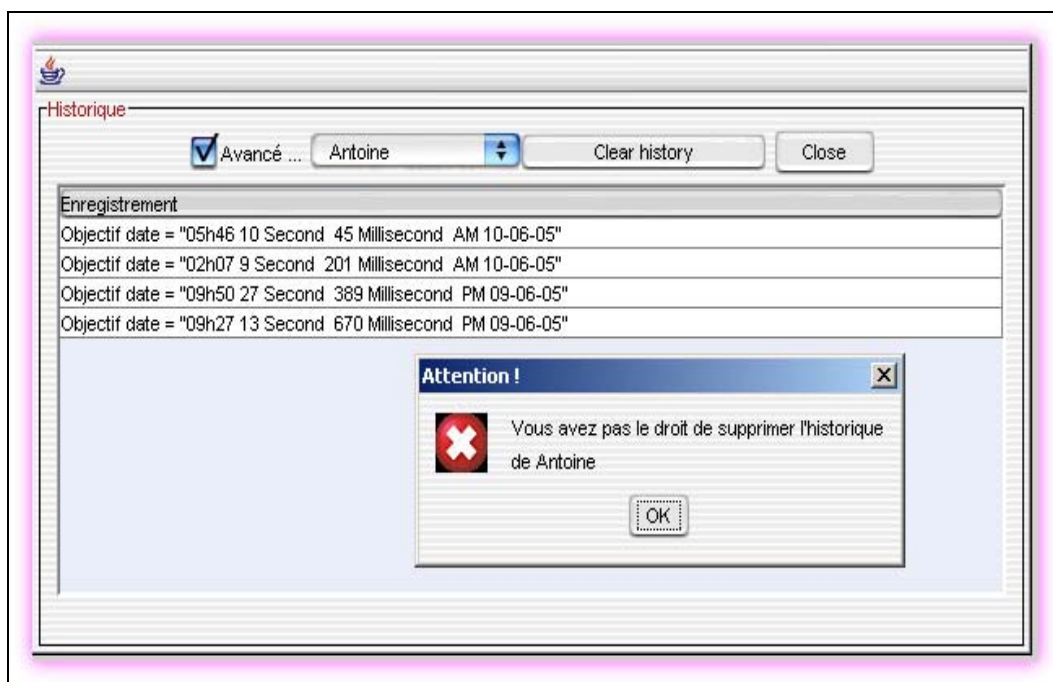 Historique
Avancé ... Antoine Clear history Close
Enregistrement
Objectif date = "05h46 10 Second 45 Millisecond AM 10-06-05"
Objectif date = "02h07 9 Second 201 Millisecond AM 10-06-05"
Objectif date = "09h50 27 Second 389 Millisecond PM 09-06-05"
Objectif date = "09h27 13 Second 670 Millisecond PM 09-06-05"
Attention !
Vous avez pas le droit de supprimer l'historique
de Antoine
OK